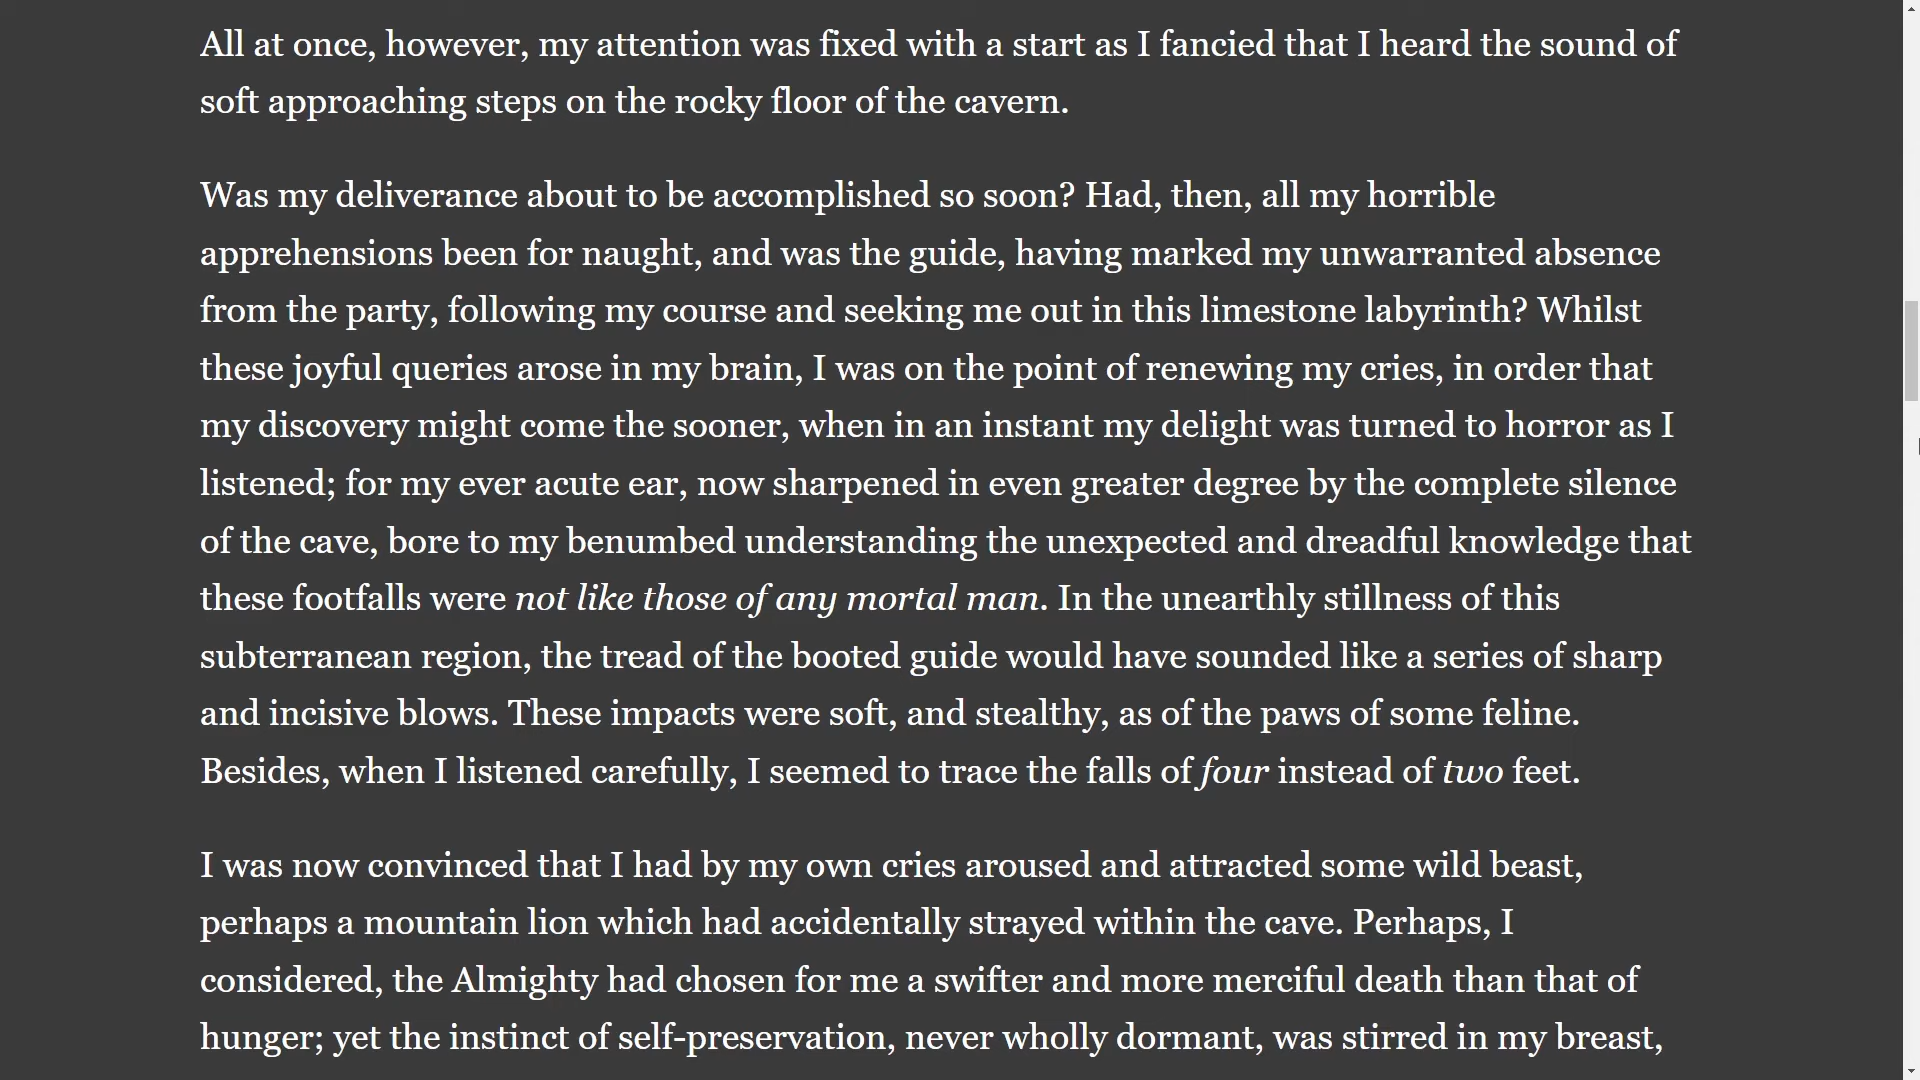 All at once, however, my attention was fixed with a start as I fancied that I heard the sound of
soft approaching steps on the rocky floor of the cavern.
Was my deliverance about to be accomplished so soon? Had, then, all my horrible
apprehensions been for naught, and was the guide, having marked my unwarranted absence
from the party, following my course and seeking me out in this limestone labyrinth? Whilst
these joyful queries arose in my brain, I was on the point of renewing my cries, in order that
my discovery might come the sooner, when in an instant my delight was turned to horror as I
listened; for my ever acute ear, now sharpened in even greater degree by the complete silence
of the cave, bore to my benumbed understanding the unexpected and dreadful knowledge that
these footfalls were not like those of any mortal man. In the unearthly stillness of this
subterranean region, the tread of the booted guide would have sounded like a series of sharp
and incisive blows. These impacts were soft, and stealthy, as of the paws of some feline.
Besides, when I listened carefully, I seemed to trace the falls of four instead of two feet.
I was now convinced that I had by my own cries aroused and attracted some wild beast,
perhaps a mountain lion which had accidentally strayed within the cave. Perhaps, I
considered, the Almighty had chosen for me a swifter and more merciful death than that of
hunger; yet the instinct of self-preservation, never wholly dormant, was stirred in my breast,